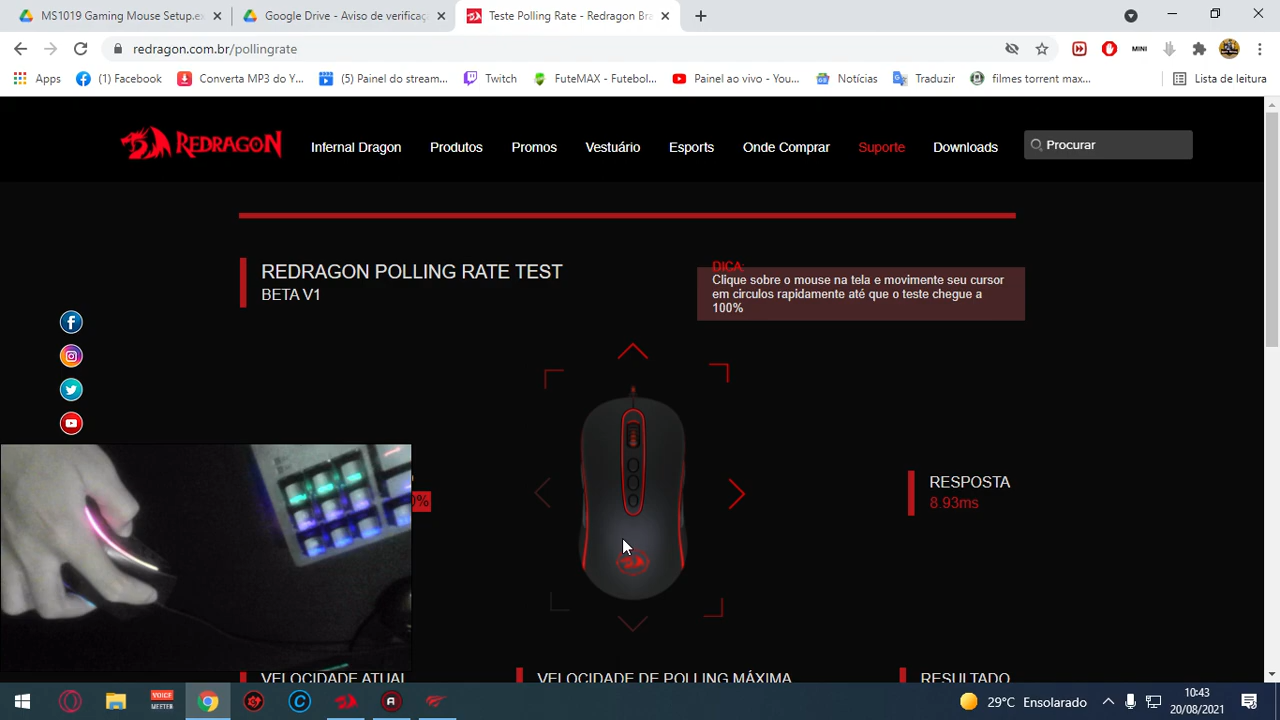 MS1019 Gaming Mouse Setup.e
Google Drive - Aviso de verificaç
Teste Polling Rate - Redragon Bra
redragon.com.br/pollingrate
Apps
(1) Facebook
Converta MP3 do Y...
(5) Painel do stream...
Twitch
FuteMAX - Futebol...
Painel ao vivo - You...
Notícias
Traduzir
filmes torrent max...
Lista de leitura
REDRAGON
Infernal Dragon
Produtos
Promos
Vestuário
Esports
Onde Comprar
Suporte
Downloads
Procurar
REDRAGON POLLING RATE TEST
BETA V1
DICA:
Clique sobre o mouse na tela e movimente seu cursor
em circulos rapidamente até que o teste chegue a
100%
0%
RESPOSTA
8.93ms
VELOCIDADE ATUAL
VELOCIDADE DE POLLING MÁXIMA
RESULTADO
VOICE
MEETER
29°C Ensolarado
10:43
20/08/2021